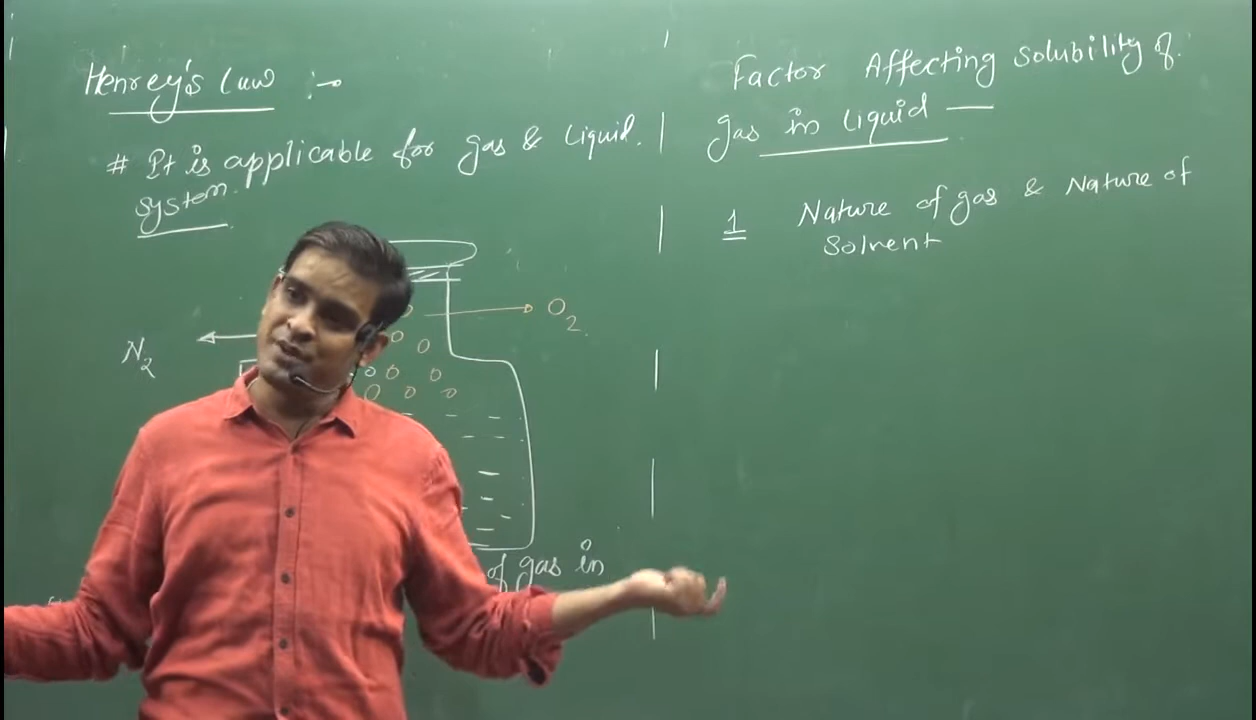 Henrey's Law :-
# It is applicable for gas & Liquid.
system.
N2
O2
of gas in
Factor Affecting Solubility of
gas in Liquid —
1 Nature of gas & Nature of
Solvent